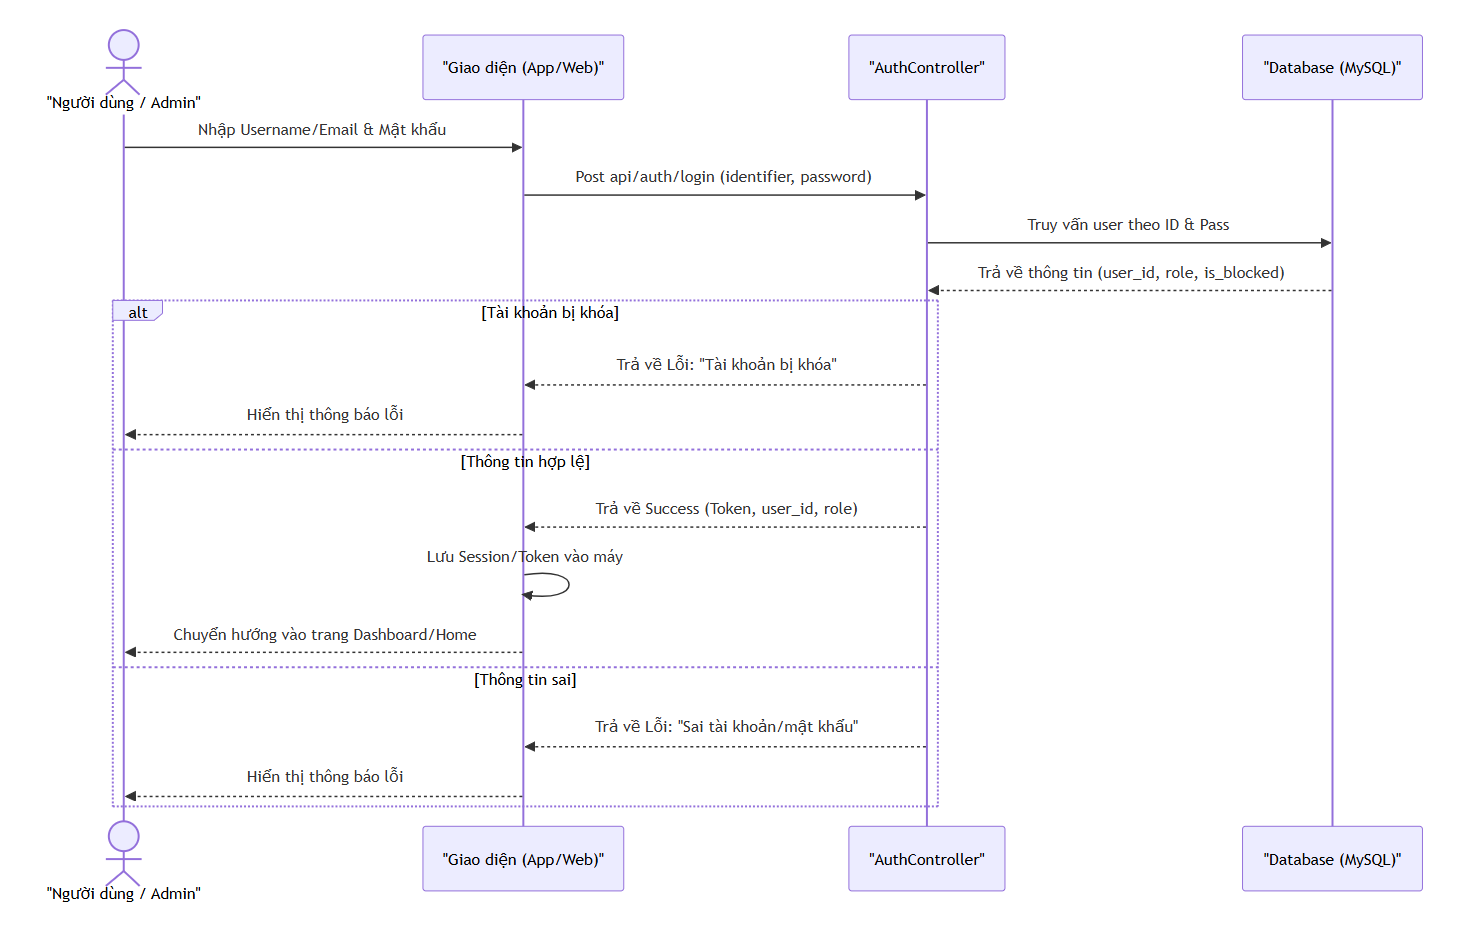 "Người dùng / Admin"
"Giao diện (App/Web)"
"AuthController"
"Database (MySQL)"
Nhập Username/Email & Mật khẩu
Post api/auth/login (identifier, password)
Truy vấn user theo ID & Pass
Trả về thông tin (user_id, role, is_blocked)
alt
[Tài khoản bị khóa]
Trả về Lỗi: "Tài khoản bị khóa"
Hiển thị thông báo lỗi
[Thông tin hợp lệ]
Trả về Success (Token, user_id, role)
Lưu Session/Token vào máy
Chuyển hướng vào trang Dashboard/Home
[Thông tin sai]
Trả về Lỗi: "Sai tài khoản/mật khẩu"
Hiển thị thông báo lỗi
"Người dùng / Admin"
"Giao diện (App/Web)"
"AuthController"
"Database (MySQL)"